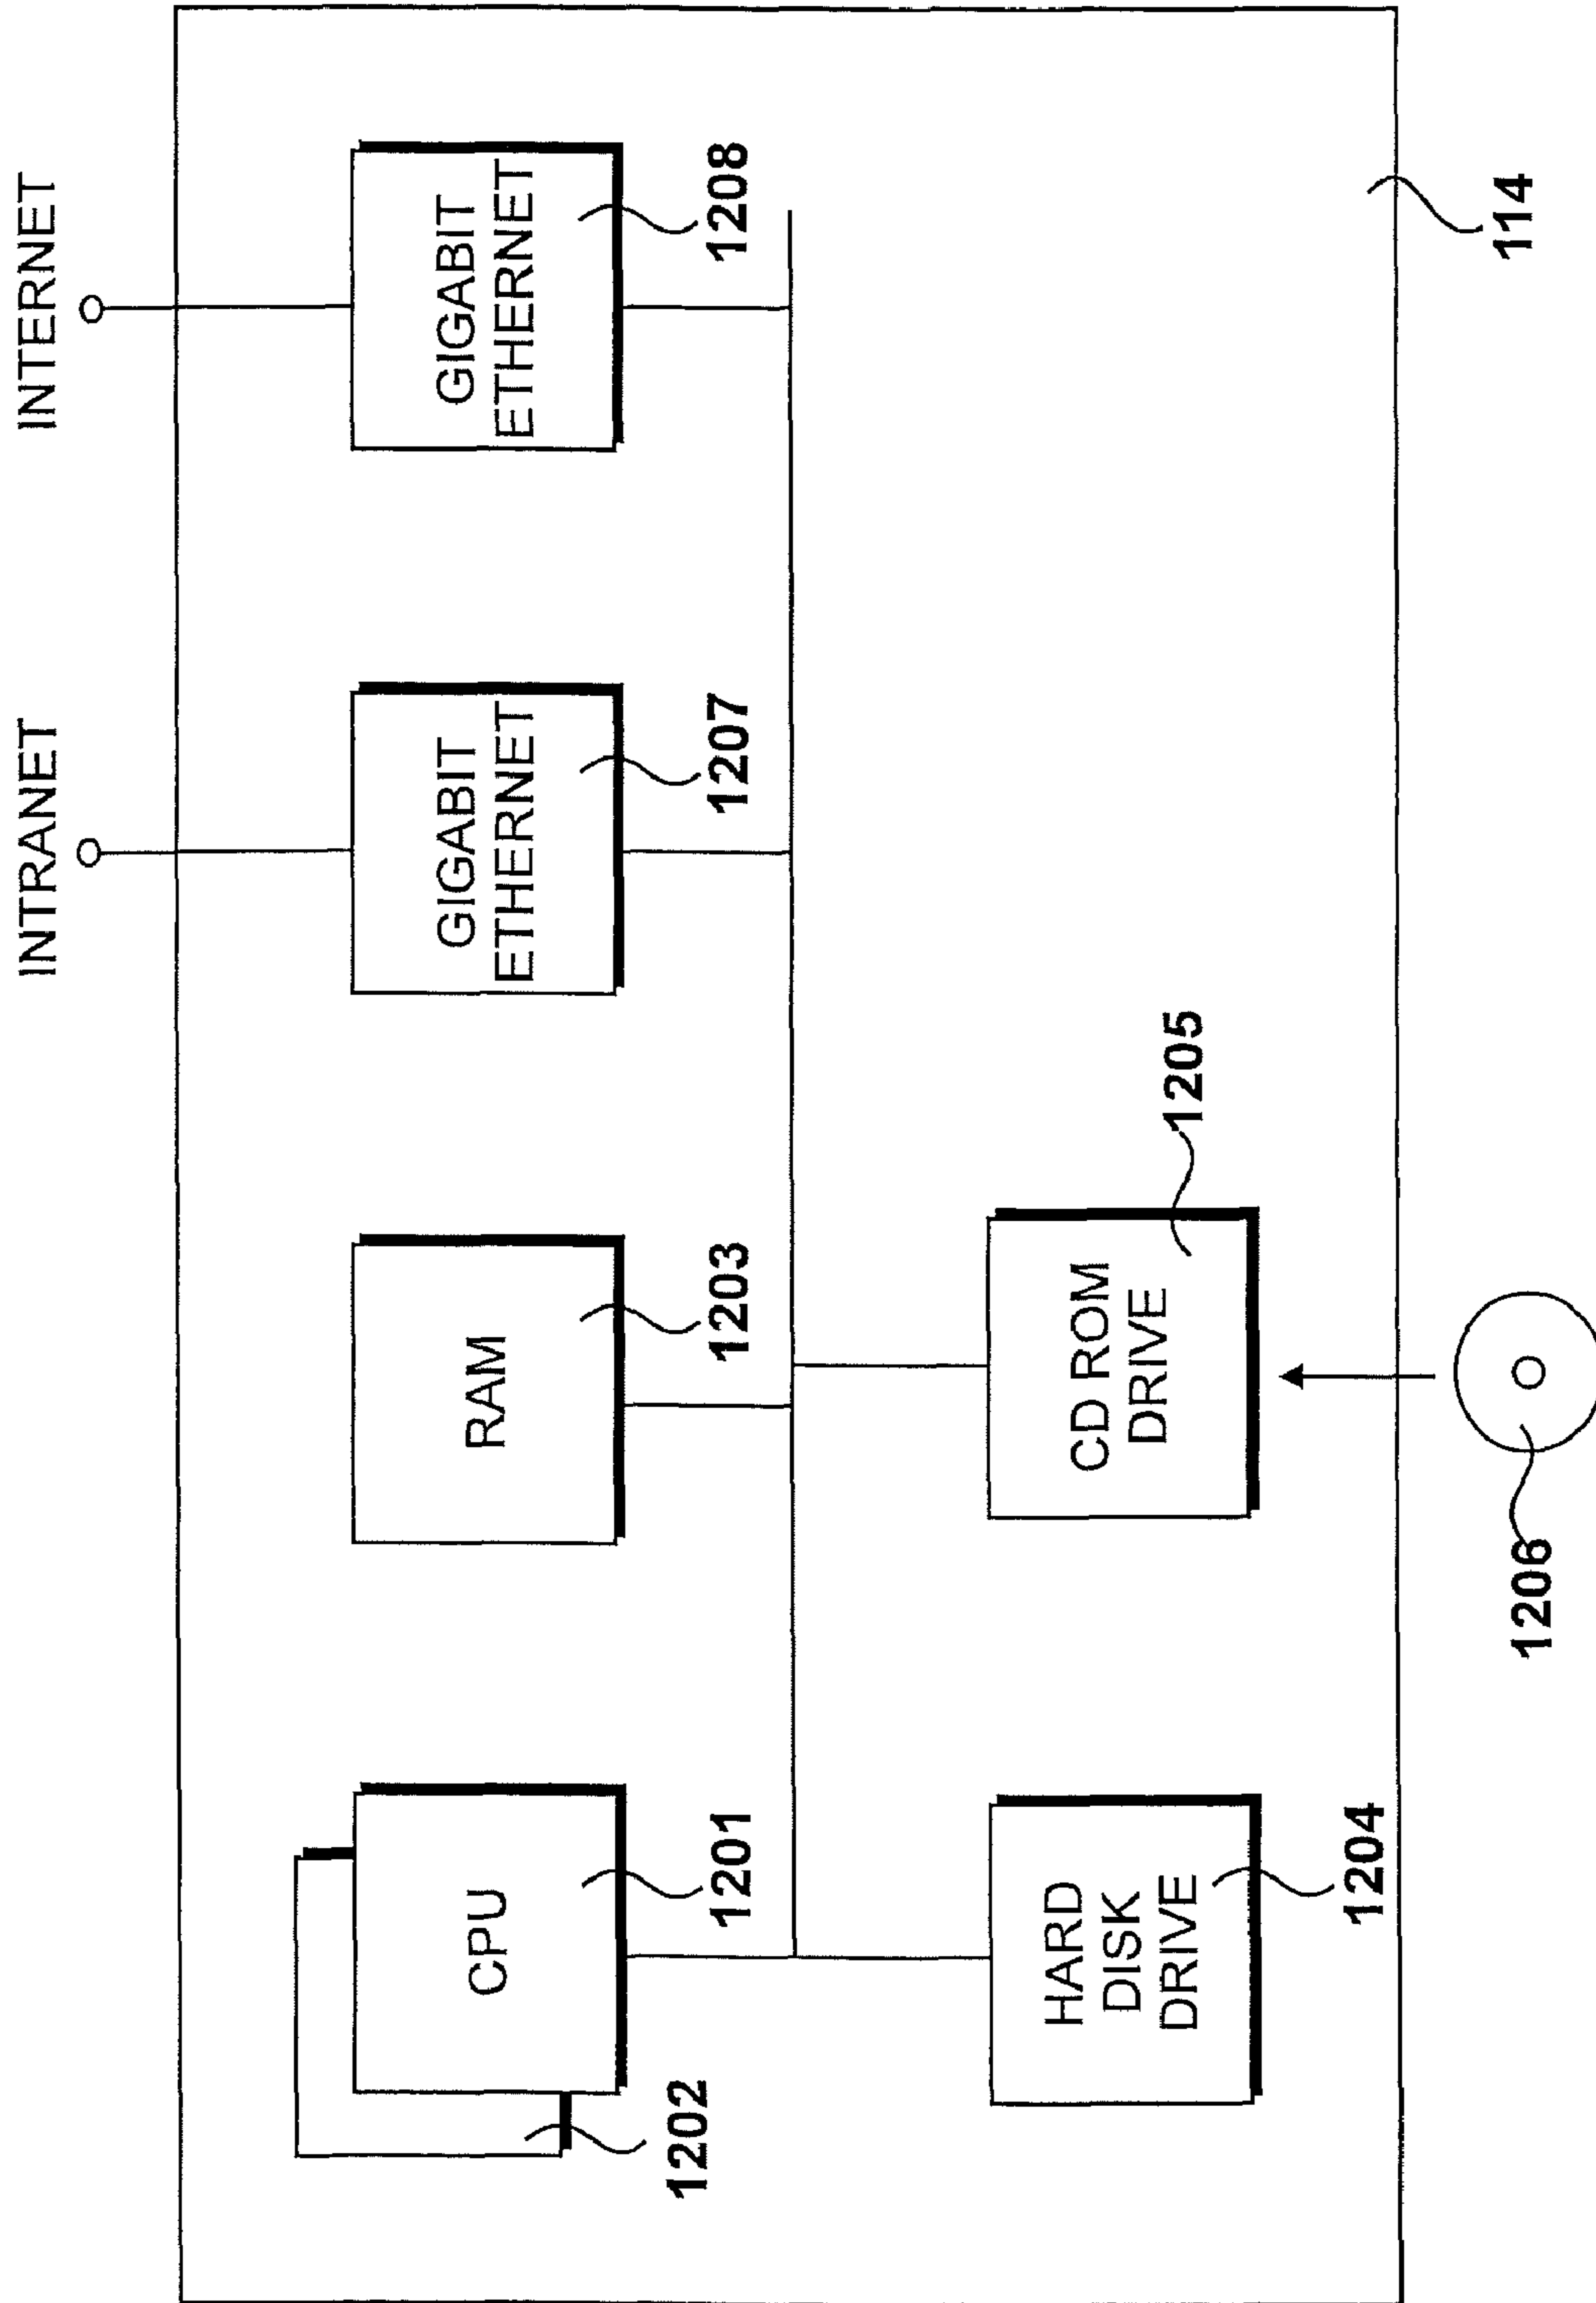 INTRANET
INTERNET
CPU
1201
1202
RAM
1203
GIGABIT
ETHERNET
1207
GIGABIT
ETHERNET
1208
HARD
DISK
DRIVE
1204
CD ROM
DRIVE
1205
1206
114